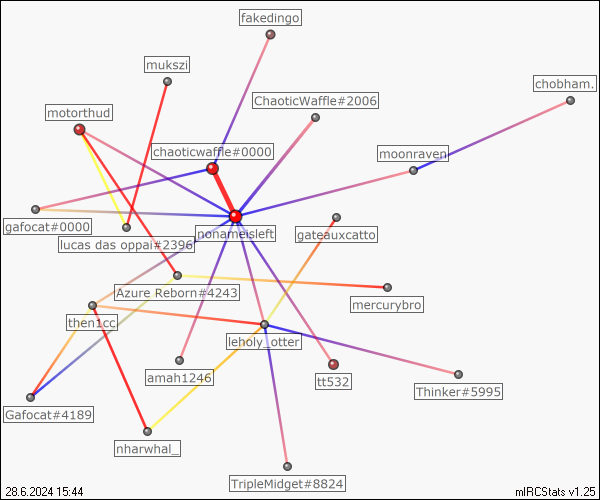 fakedingo
mukszi
chobham.
ChaoticWaffle#2006
motorthud
chaoticwaffle#0000
moonraven
gafocat#0000
nonameisleft
gateauxcatto
lucas das oppai#2396
Azure Reborn#4243
mercurybro
then1cc
leholy_otter
amah1246
tt532
Thinker#5995
Gafocat#4189
nharwhal_
TripleMidget#8824
28.6.2024 15:44
mIRCStats v1.25